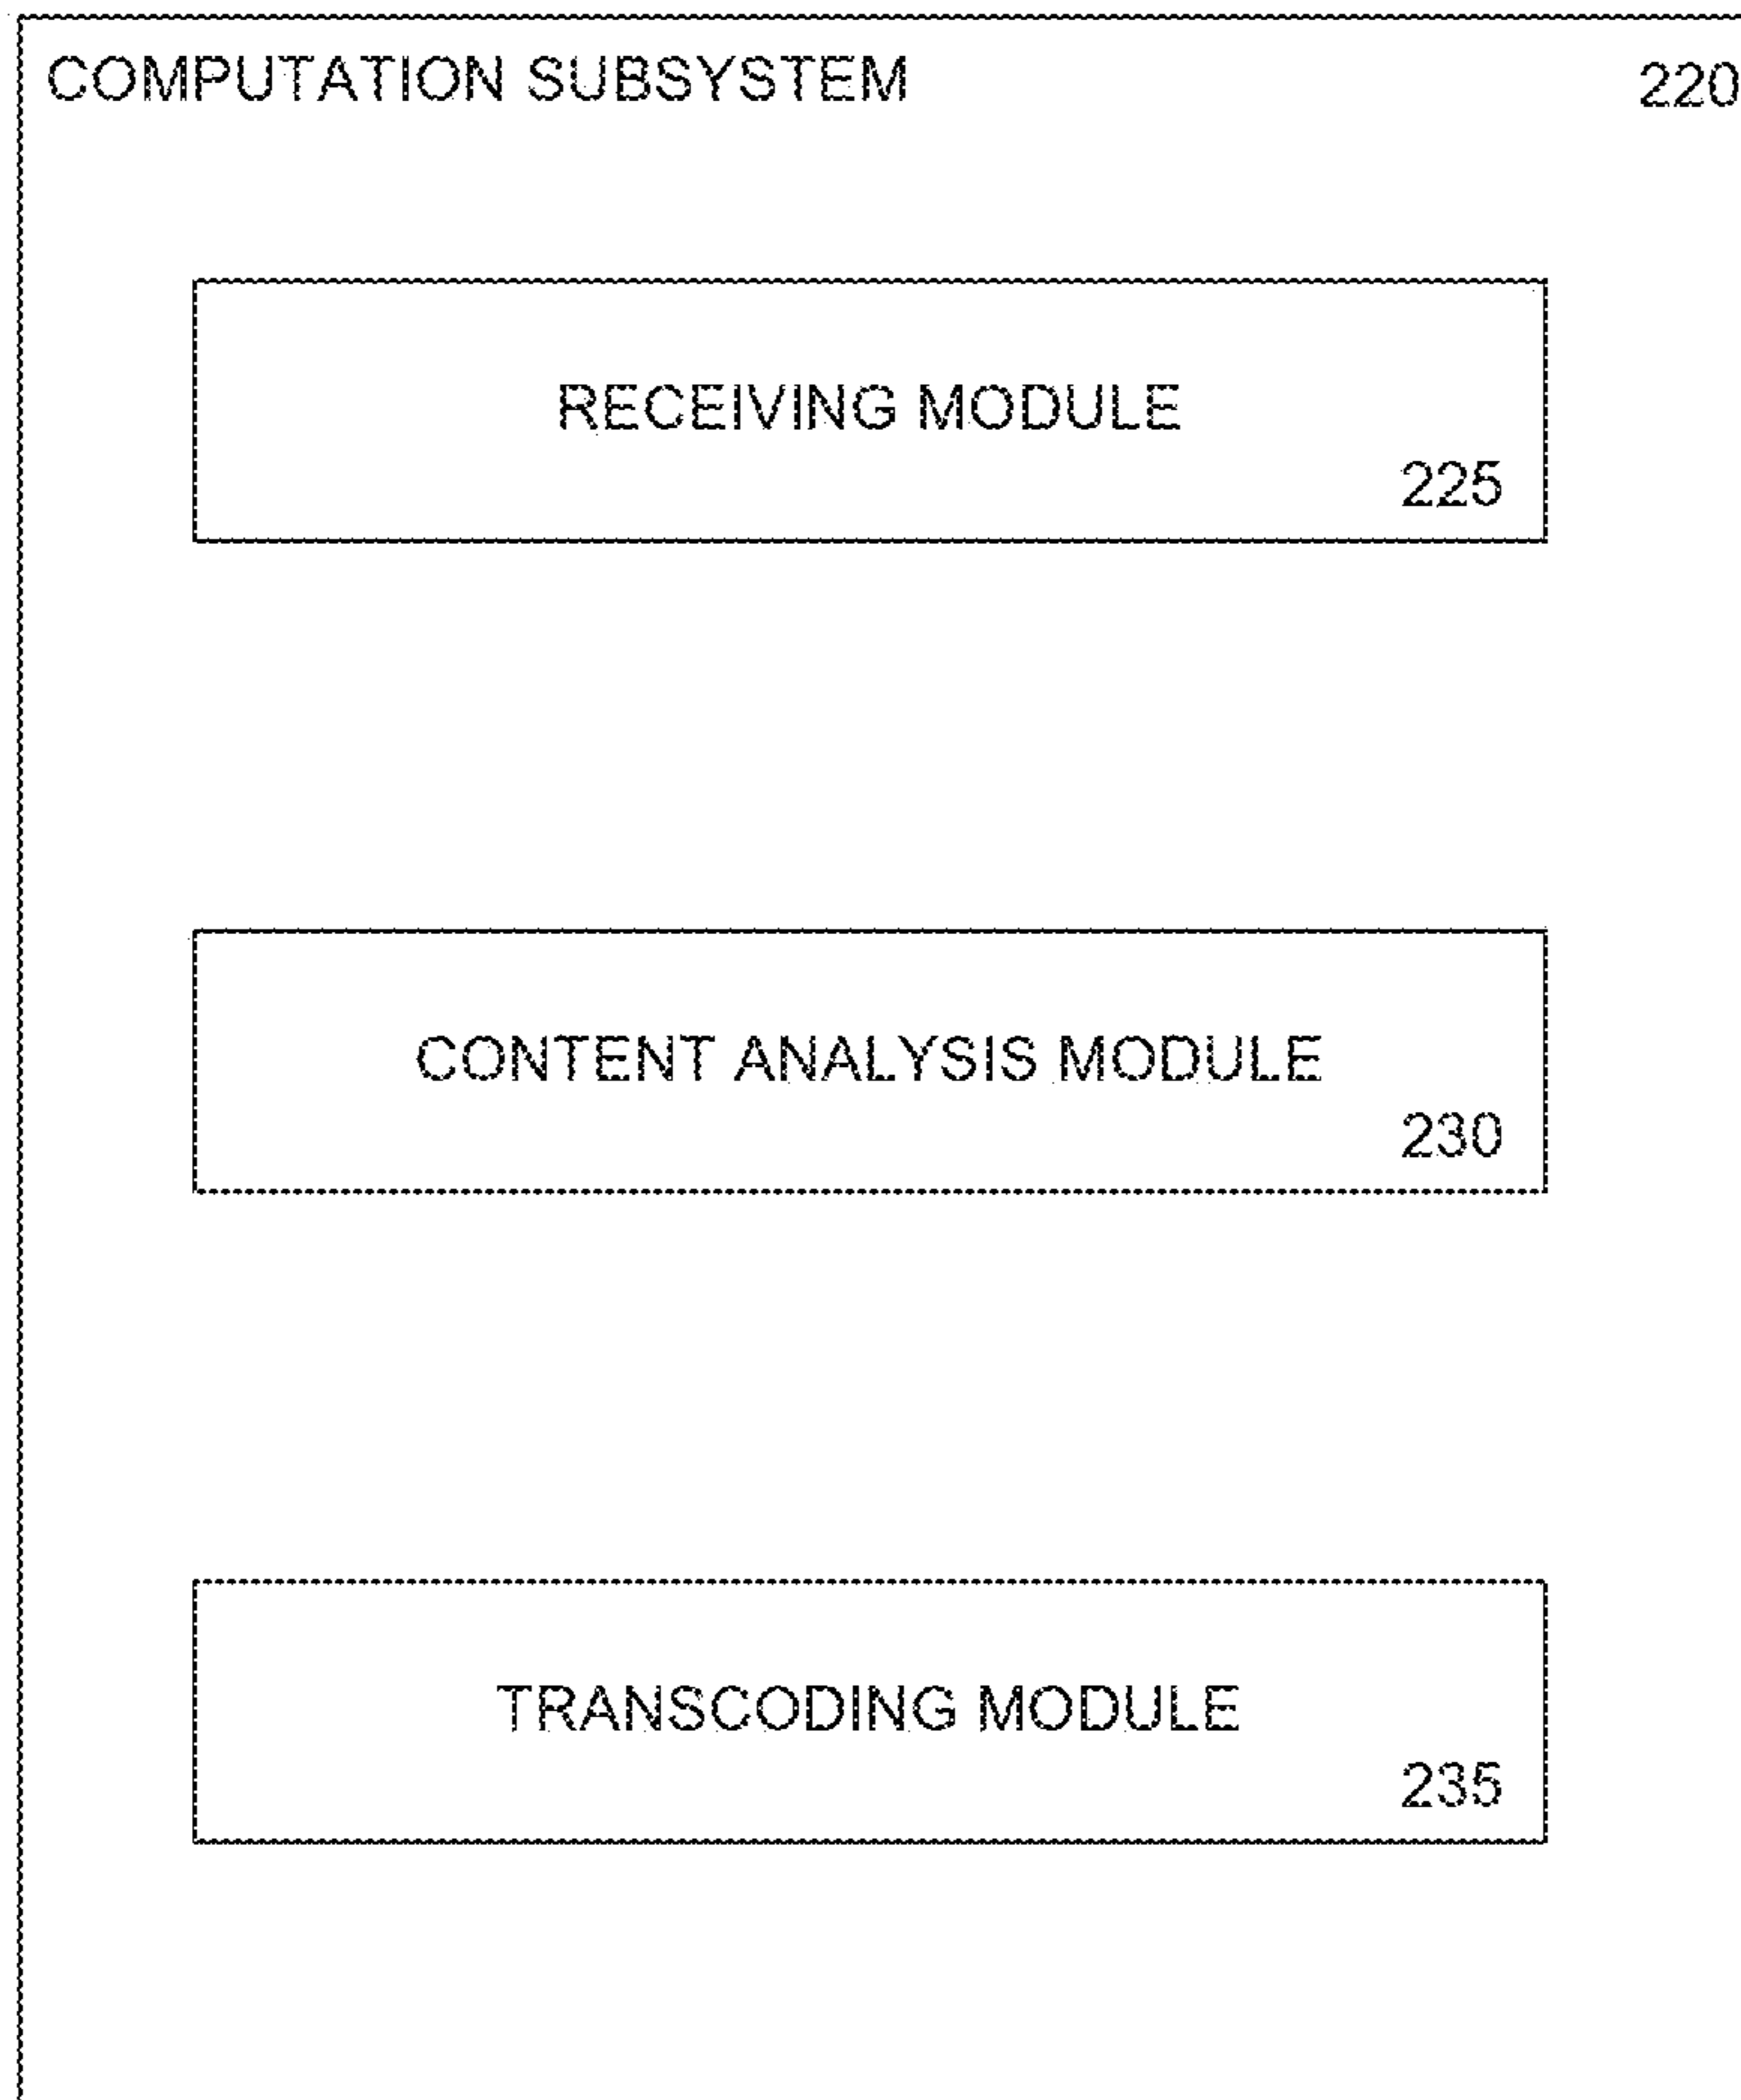 COMPUTATION SUBSYSTEM 220
RECEIVING MODULE
225
CONTENT ANALYSIS MODULE
230
TRANSCODING MODULE
235